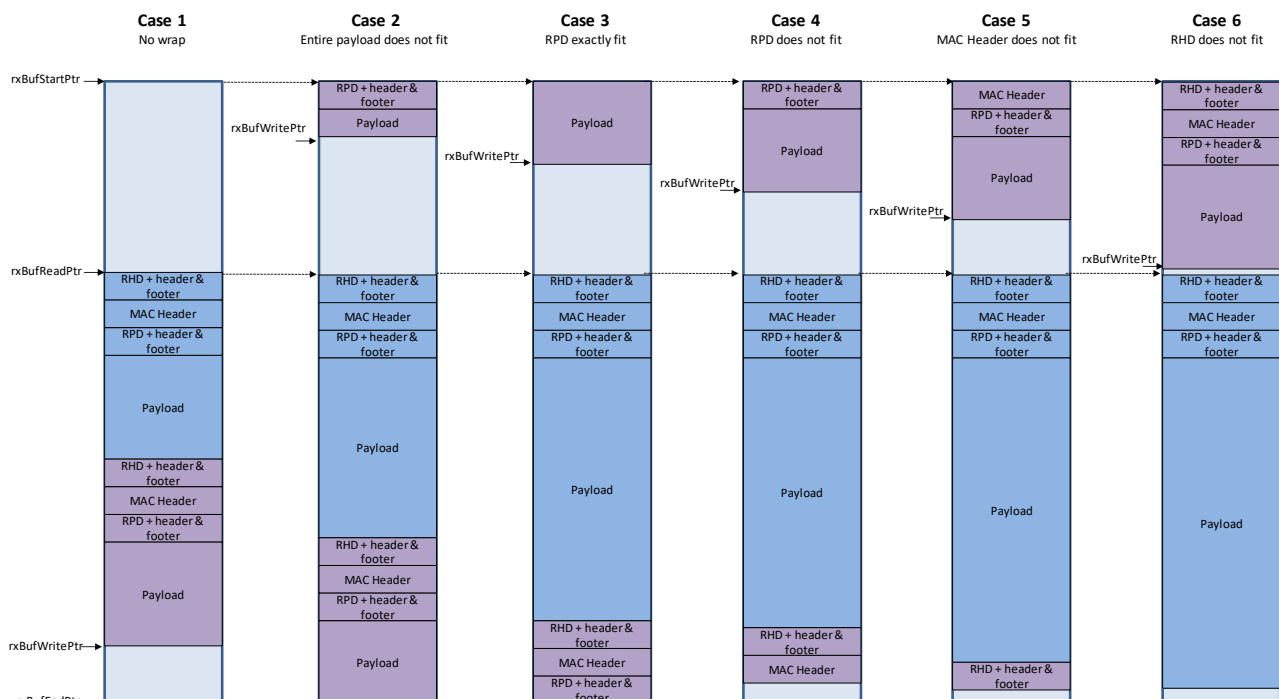 Case 1
No wrap
Case 2
Entire payload does not fit
Case 3
RPD exactly fit
Case 4
RPD does not fit
Case 5
MAC Header does not fit
Case 6
RHD does not fit
rxBufStartPtr
rxBufReadPtr
RHD + header &
footer
MAC Header
RPD + header &
footer
Payload
RHD + header &
footer
MAC Header
RPD + header &
footer
Payload
rxBufWritePtr
rxBufEndPtr
RPD + header &
footer
Payload
rxBufWritePtr
RHD + header &
footer
MAC Header
RPD + header &
footer
Payload
RHD + header &
footer
MAC Header
RPD + header &
footer
Payload
Payload
rxBufWritePtr
RHD + header &
footer
MAC Header
RPD + header &
footer
Payload
RHD + header &
footer
MAC Header
RPD + header &
footer
RPD + header &
footer
Payload
rxBufWritePtr
RHD + header &
footer
MAC Header
RPD + header &
footer
Payload
RHD + header &
footer
MAC Header
MAC Header
RPD + header &
footer
Payload
rxBufWritePtr
RHD + header &
footer
MAC Header
RPD + header &
footer
Payload
RHD + header &
footer
RHD + header &
footer
MAC Header
RPD + header &
footer
Payload
rxBufWritePtr
RHD + header &
footer
MAC Header
RPD + header &
footer
Payload